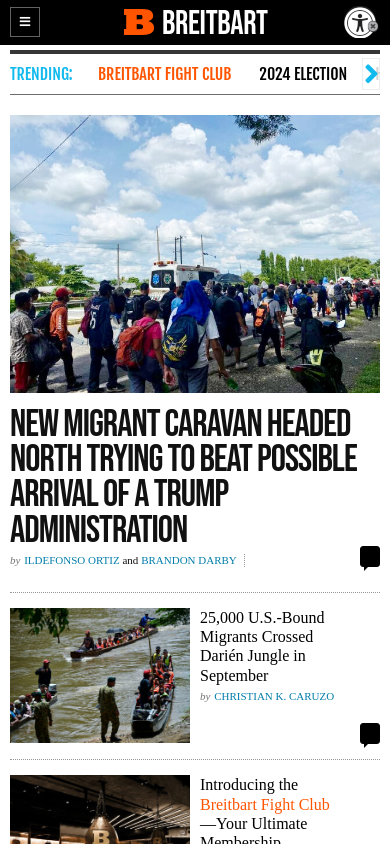 BREITBART
TRENDING: BREITBART FIGHT CLUB 2024 ELECTION
NEW MIGRANT CARAVAN HEADED
NORTH TRYING TO BEAT POSSIBLE
ARRIVAL OF A TRUMP
ADMINISTRATION
by ILDEFONSO ORTIZ and BRANDON DARBY
25,000 U.S.-Bound
Migrants Crossed
Darién Jungle in
September
by CHRISTIAN K. CARUZO
Introducing the
Breitbart Fight Club
—Your Ultimate
Membership